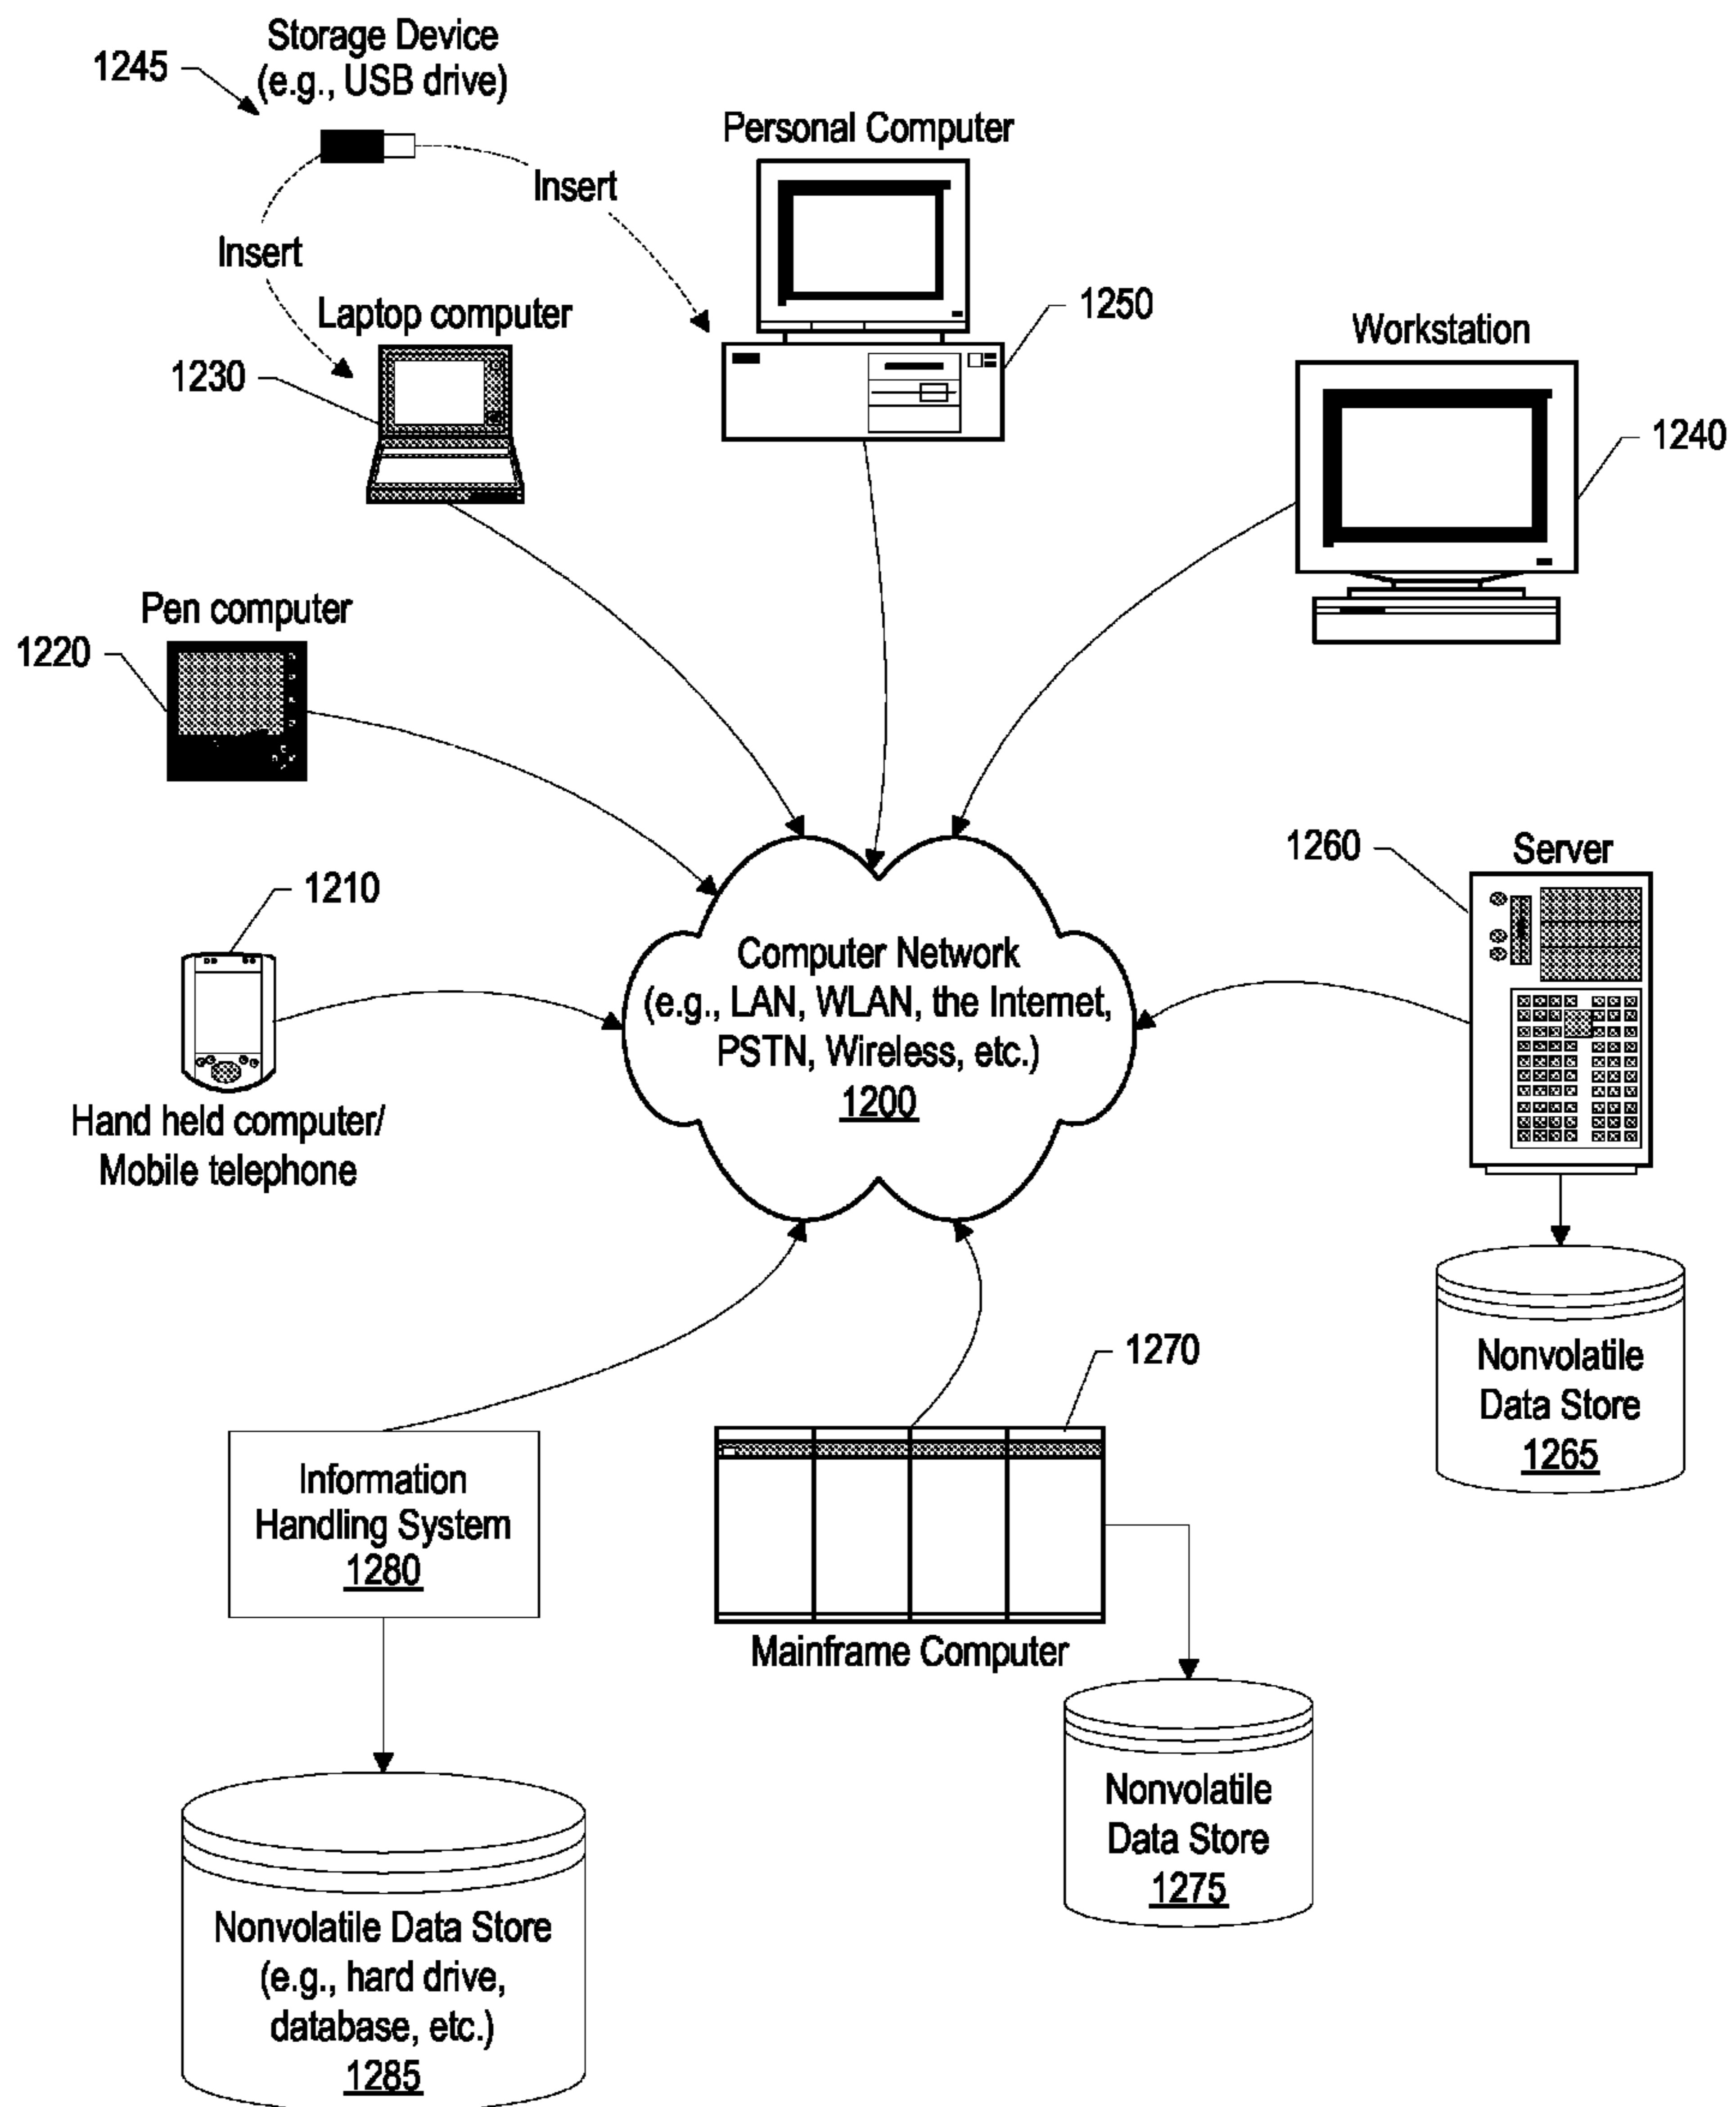 Storage Device
(e.g., USB drive)
1245
Personal Computer
Insert
Insert
1250
Laptop computer
1230
Workstation
1240
Pen computer
1220
1260
Server
1210
Computer Network
(e.g., LAN, WLAN, the Internet,
PSTN, Wireless, etc.)
1200
Hand held computer/
Mobile telephone
1270
Nonvolatile
Data Store
1265
Information
Handling System
1280
Mainframe Computer
Nonvolatile
Data Store
1275
Nonvolatile Data Store
(e.g., hard drive,
database, etc.)
1285